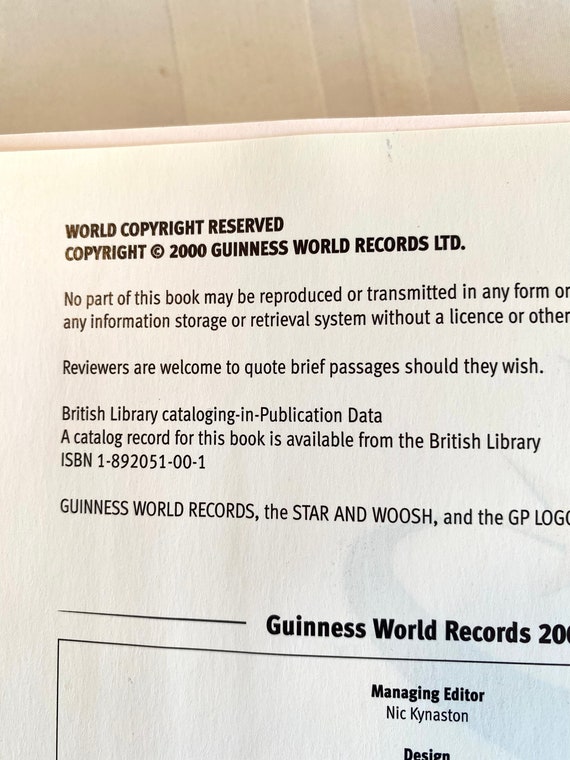 WORLD COPYRIGHT RESERVED
COPYRIGHT © 2000 GUINNESS WORLD RECORDS LTD.
No part of this book may be reproduced or transmitted in any form or
any information storage or retrieval system without a licence or other
Reviewers are welcome to quote brief passages should they wish.
British Library cataloging-in-Publication Data
A catalog record for this book is available from the British Library
ISBN 1-892051-00-1
GUINNESS WORLD RECORDS, the STAR AND WOOSH, and the GP LOGO
Guinness World Records 200
Managing Editor
Nic Kynaston
Design